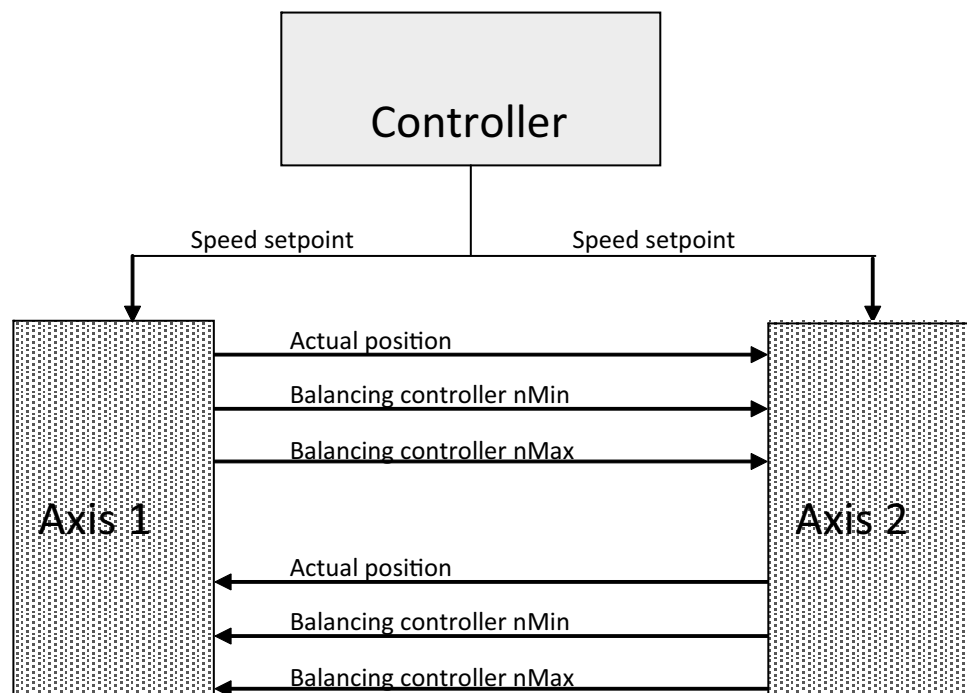 Controller
Speed setpoint
Speed setpoint
Actual position
Balancing controller nMin
Balancing controller nMax
Axis 1
Axis 2
Actual position
Balancing controller nMin
Balancing controller nMax